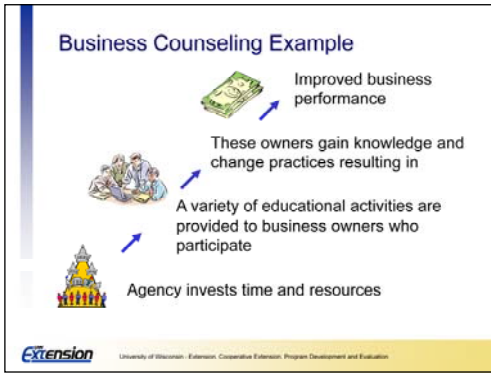 Business Counseling Example
Improved business
performance
These owners gain knowledge and
change practices resulting in
A variety of educational activities are
provided to business owners who
participate
Agency invests time and resources
Extension
University of Wisconsin - Extension, Cooperative Extension, Program Development and Evaluation